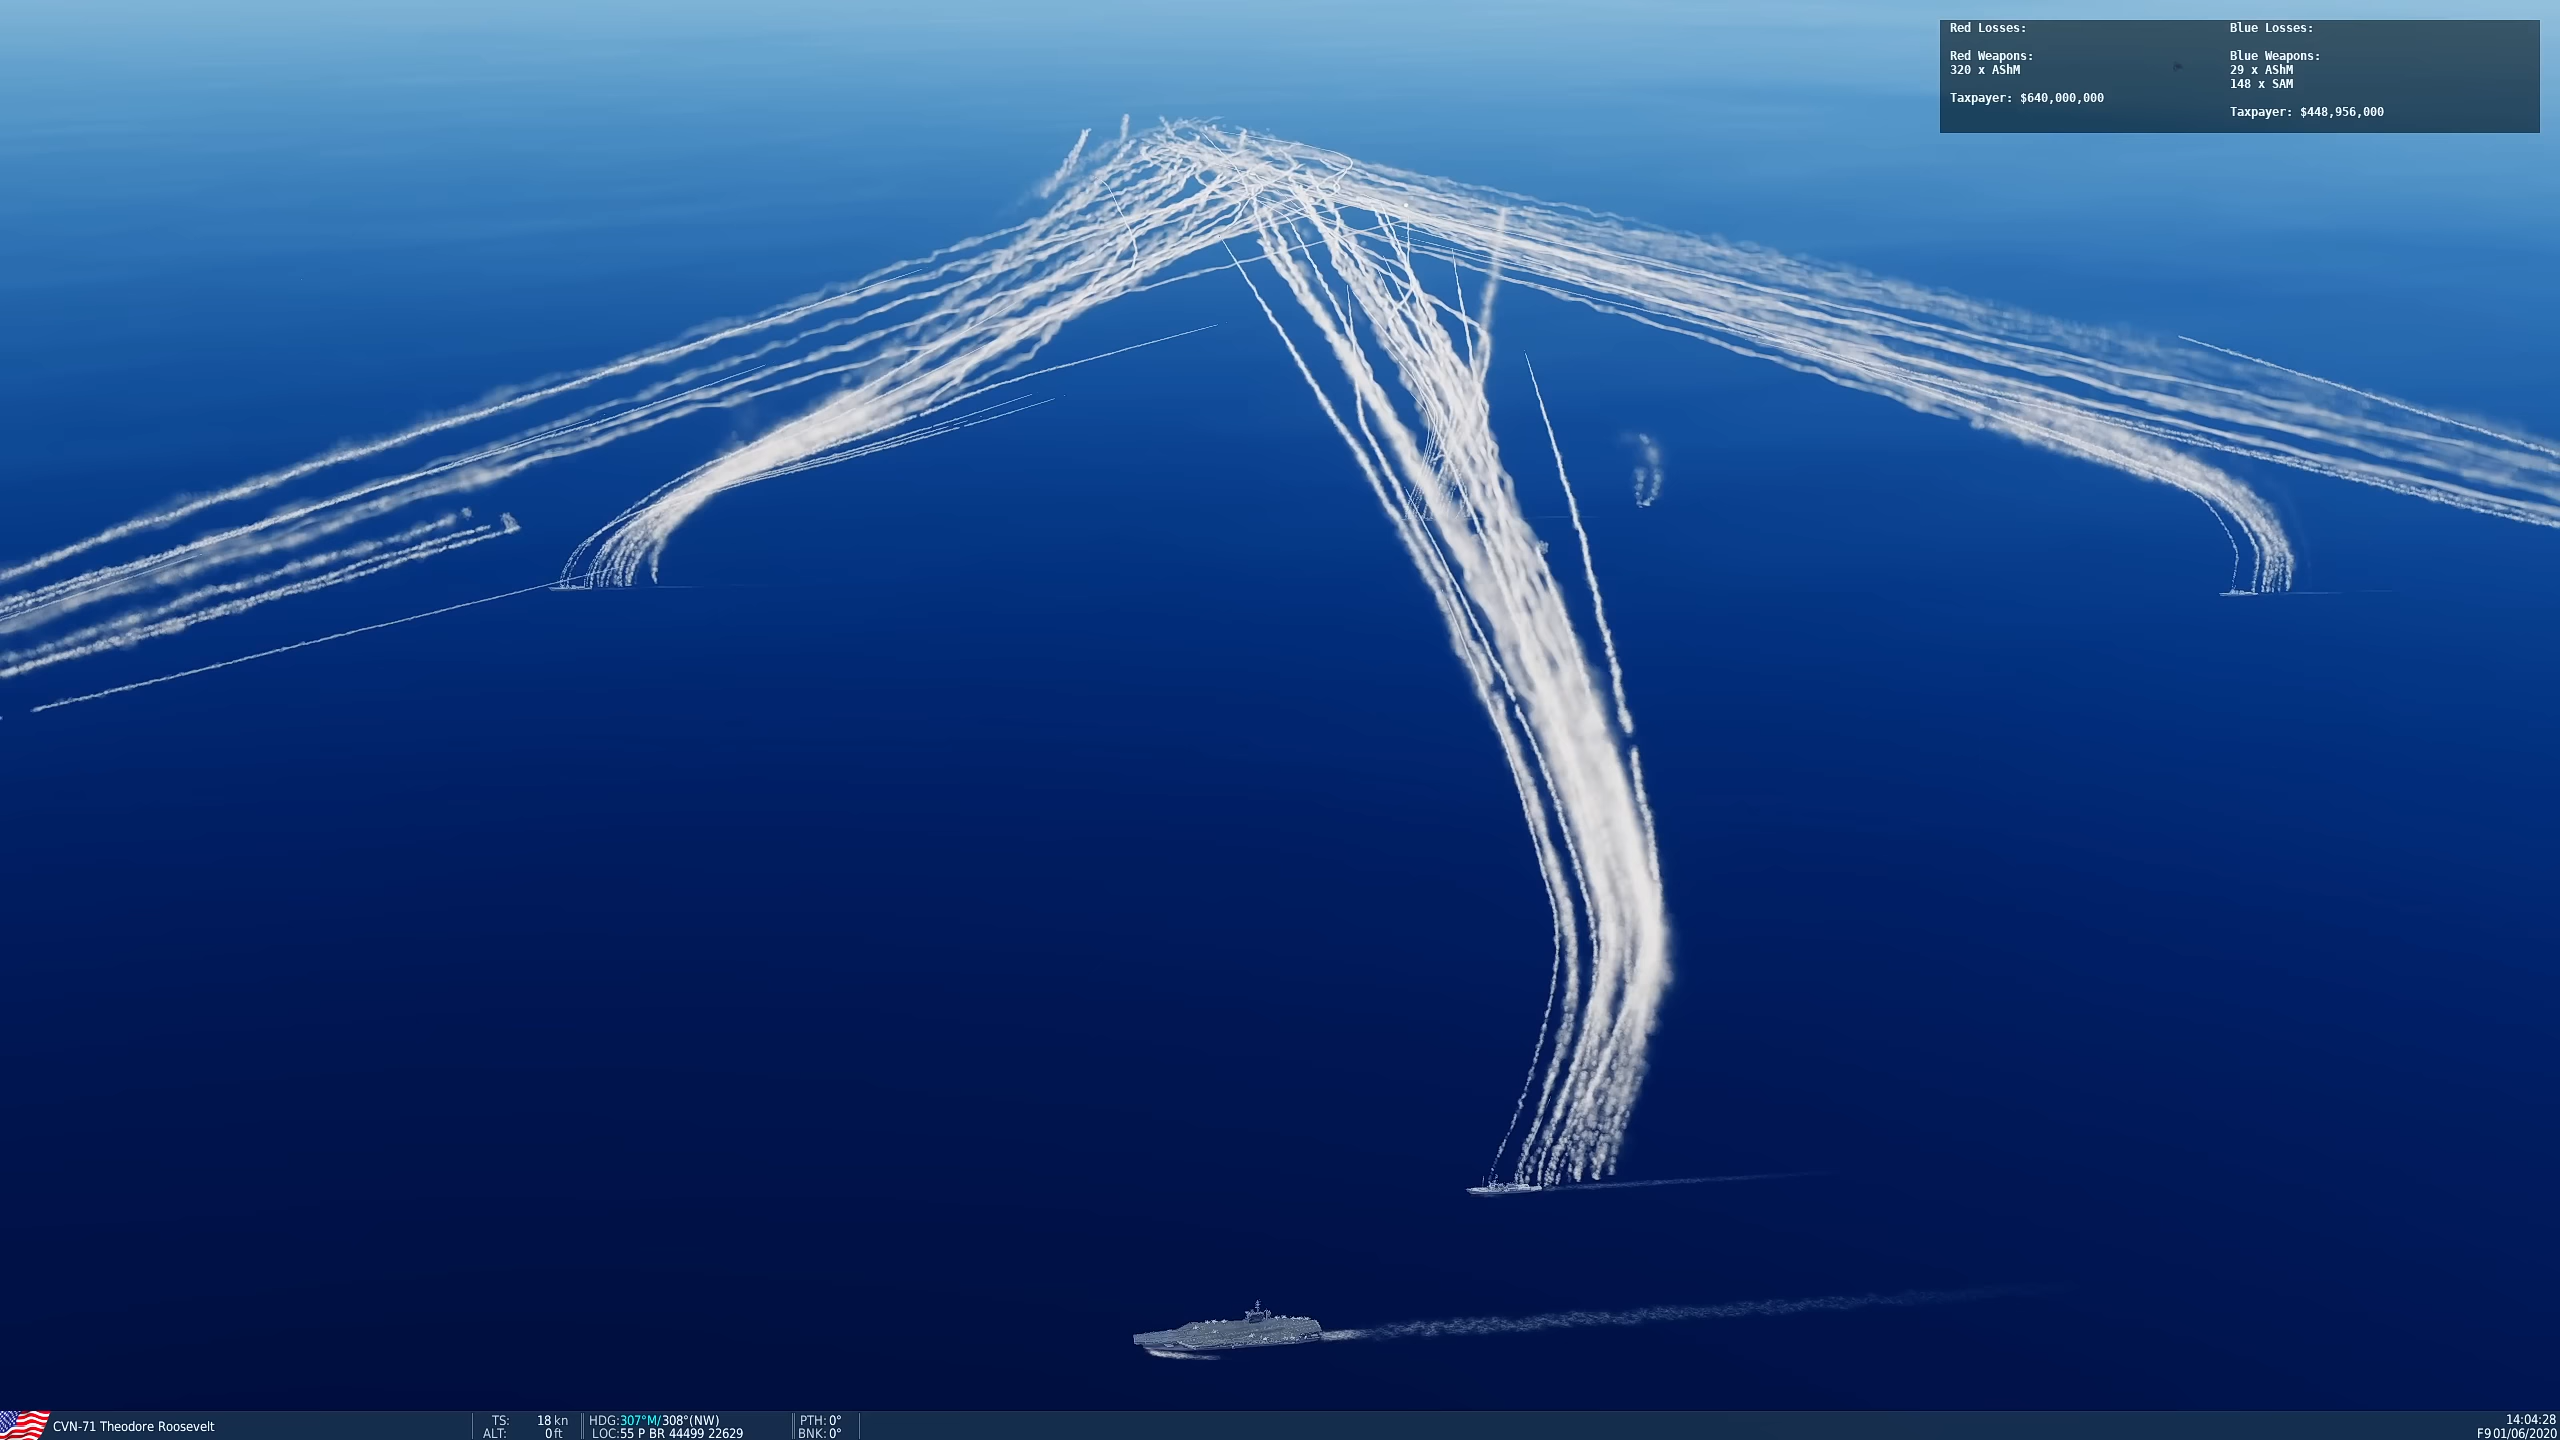 Red Losses:
Red Weapons:
320 x AShM
Taxpayer: $640,000,000
Blue Losses:
Blue Weapons:
29 x AShM
148 x SAM
Taxpayer: $448,956,000
CVN-71 Theodore Roosevelt
TS: 18 kn
ALT: 0 ft
HDG:307°M/308°(NW)
LOC:55 P BR 44499 22629
PTH: 0°
BNK: 0°
14:04:28
F9 01/06/2020